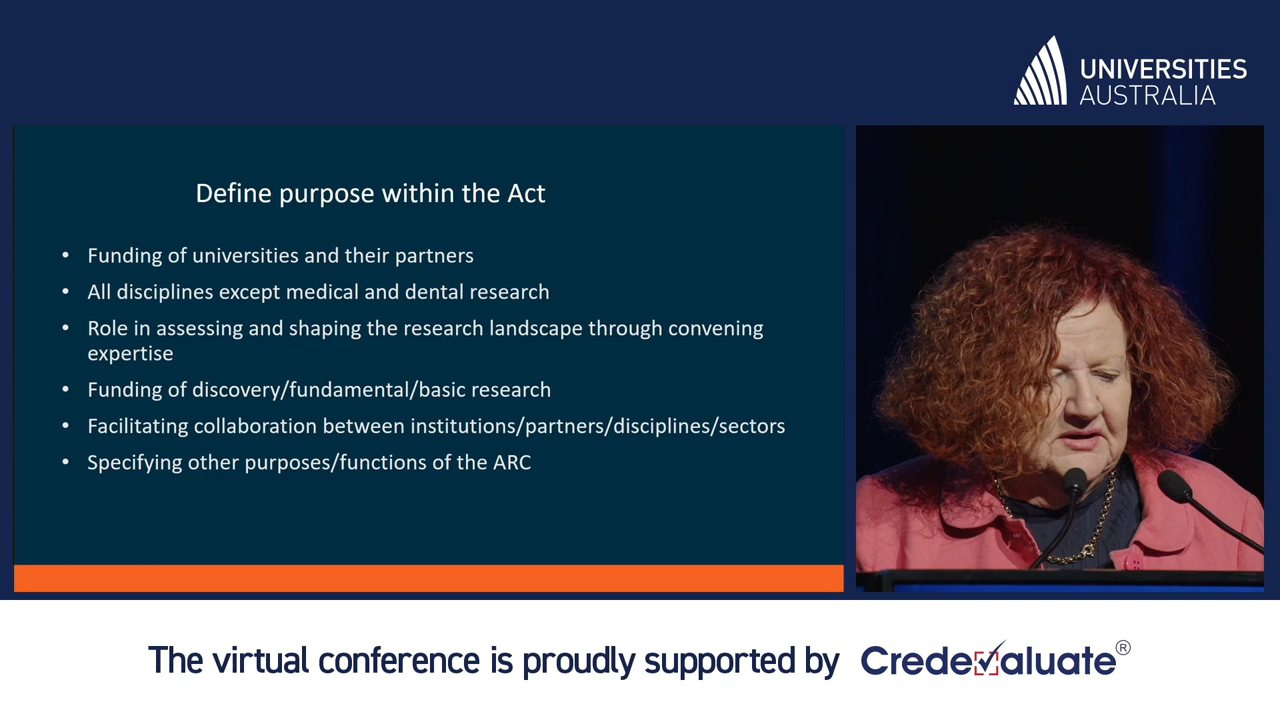 UNIVERSITIES
AUSTRALIA
Define purpose within the Act
• Funding of universities and their partners
• All disciplines except medical and dental research
• Role in assessing and shaping the research landscape through convening
expertise
• Funding of discovery/fundamental/basic research
• Facilitating collaboration between institutions/partners/disciplines/sectors
• Specifying other purposes/functions of the ARC
The virtual conference is proudly supported by Credevaluate®